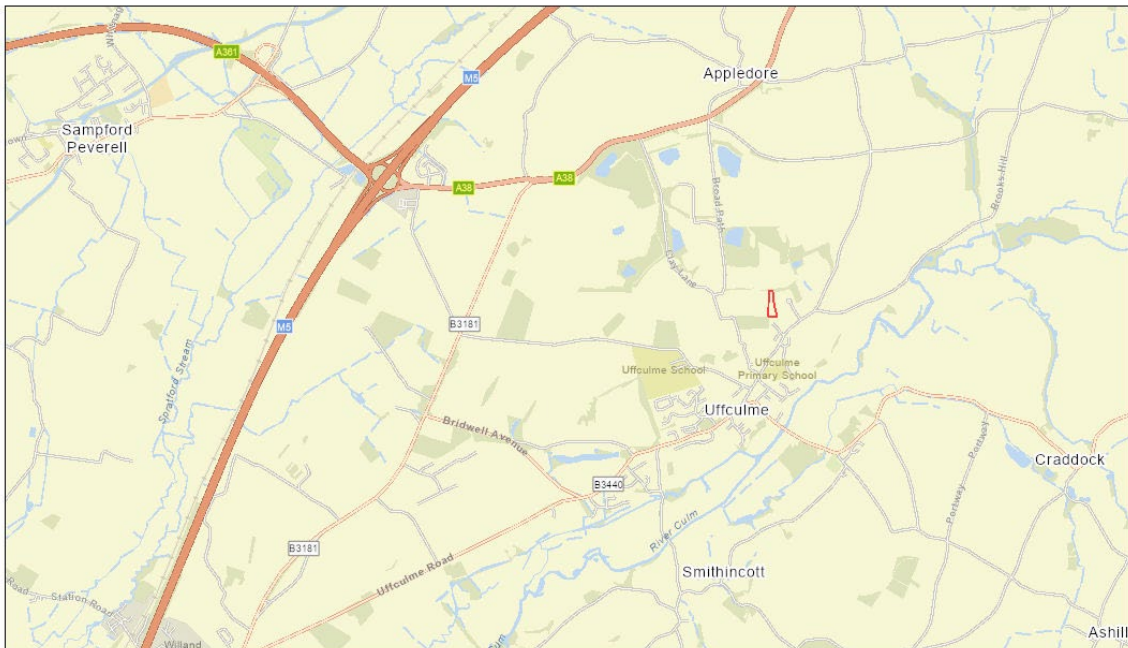 A361
M5
Appledore
Sampford
Peverell
A38
A38
Brooks Hill
Broad Path
Clay Lane
B3181
M5
Spratford Stream
Uffculme School
Uffculme
Primary School
Uffculme
Bridwell Avenue
Portway
Portway
Craddock
B3440
River Culm
B3181
Uffculme Road
Smithincott
Road
Station Road
Willand
Culm
Ashill